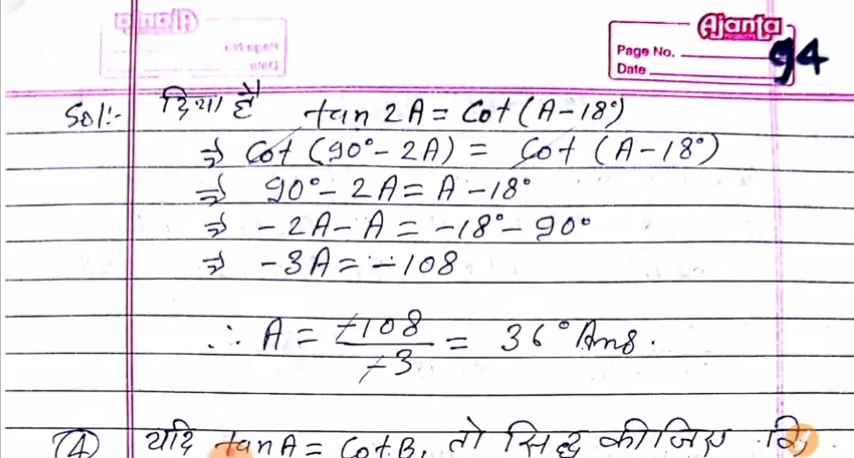 Ajanta
Page No. 94
Date
Sol:- दिया है tan 2A = Cot (A-18°)
⇒ Cot (90°- 2A) = Cot (A-18°)
⇒ 90°- 2A = A -18°
⇒ - 2A - A = -18° - 90°
⇒ -3A = -108
∴ A = -108/-3 = 36° Ans.
(4) यदि tanA = CotB, तो सिद्ध कीजिए कि